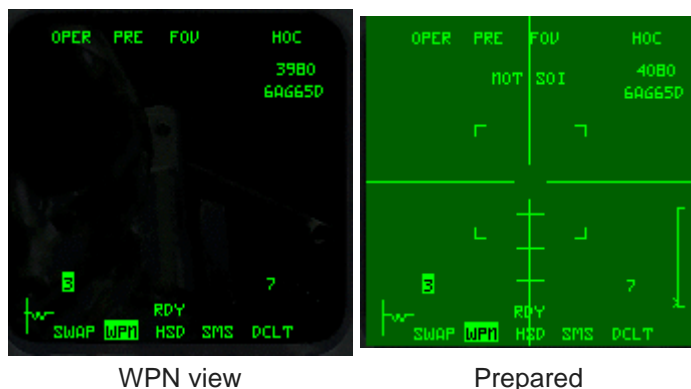 OPER PRE FOV HOC
3980
6AG65D
3 7
RDY
SWAP WPN HSD SMS DCLT
WPN view
OPER PRE FOV HOC
NOT SOI
4080
6AG65D
3 7
RDY
SWAP WPN HSD SMS DCLT
Prepared